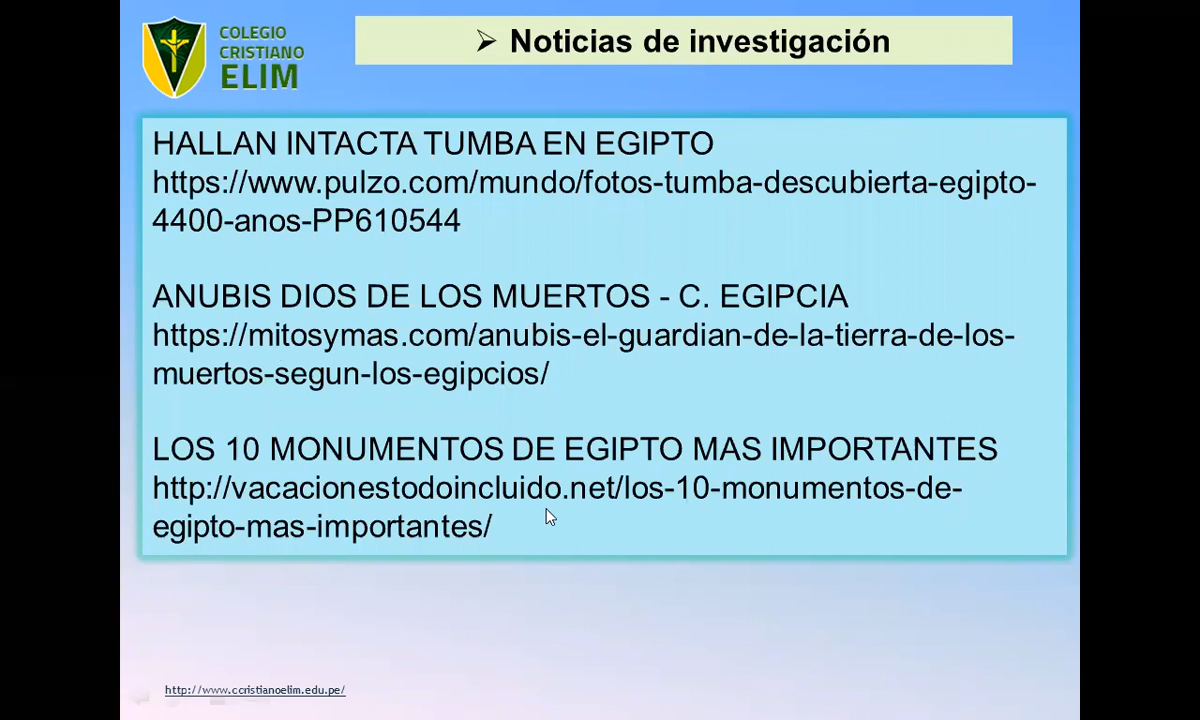 COLEGIO
CRISTIANO
ELIM
➢ Noticias de investigación
HALLAN INTACTA TUMBA EN EGIPTO
https://www.pulzo.com/mundo/fotos-tumba-descubierta-egipto-
4400-anos-PP610544
ANUBIS DIOS DE LOS MUERTOS - C. EGIPCIA
https://mitosymas.com/anubis-el-guardian-de-la-tierra-de-los-
muertos-segun-los-egipcios/
LOS 10 MONUMENTOS DE EGIPTO MAS IMPORTANTES
http://vacacionestodoincluido.net/los-10-monumentos-de-
egipto-mas-importantes/
http://www.ccristianoelim.edu.pe/